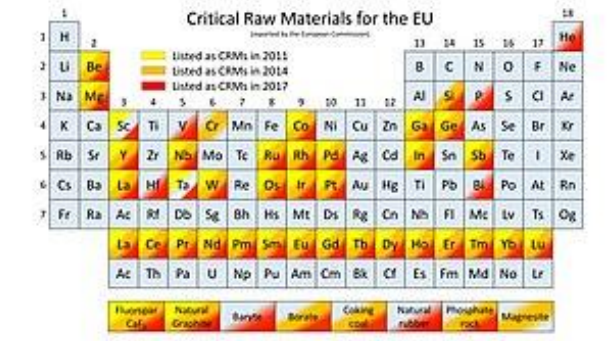 1 18
Critical Raw Materials for the EU
(reported by the European Commission)
1 H He
2 13 14 15 16 17
Listed as CRMs in 2011
Listed as CRMs in 2014
Listed as CRMs in 2017
2 Li Be B C N O F Ne
3 Na Mg Al Si P S Cl Ar
3 4 5 6 7 8 9 10 11 12
4 K Ca Sc Ti V Cr Mn Fe Co Ni Cu Zn Ga Ge As Se Br Kr
5 Rb Sr Y Zr Nb Mo Tc Ru Rh Pd Ag Cd In Sn Sb Te I Xe
6 Cs Ba La Hf Ta W Re Os Ir Pt Au Hg Tl Pb Bi Po At Rn
7 Fr Ra Ac Rf Db Sg Bh Hs Mt Ds Rg Cn Nh Fl Mc Lv Ts Og
La Ce Pr Nd Pm Sm Eu Gd Tb Dy Ho Er Tm Yb Lu
Ac Th Pa U Np Pu Am Cm Bk Cf Es Fm Md No Lr
Fluorspar Natural Baryte Borate Coking Natural Phosphate Magnesite
CaF₂ Graphite coal rubber rock